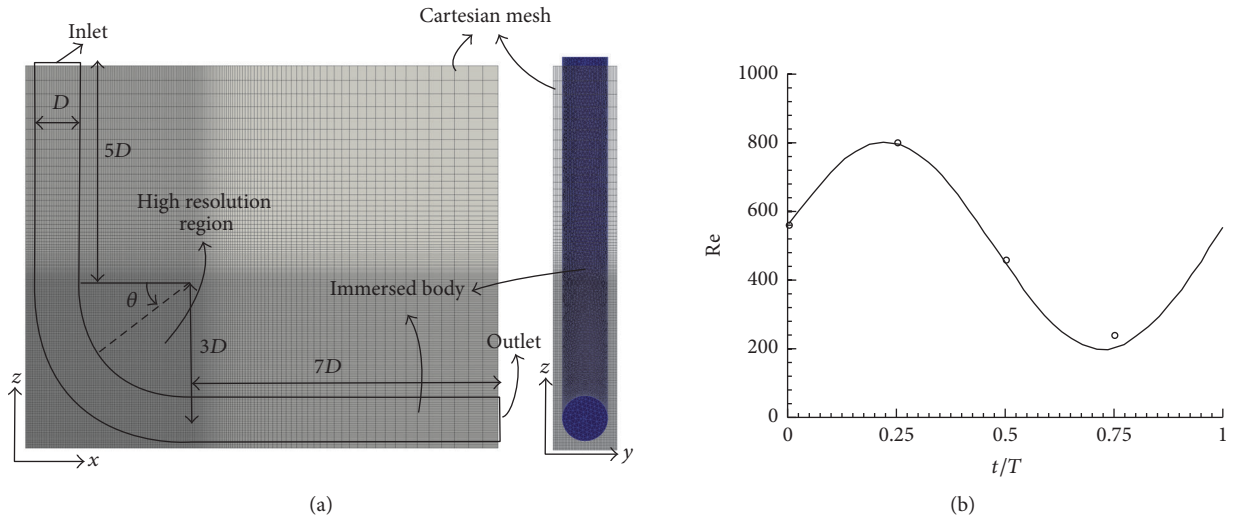 Inlet
Cartesian mesh
D
5D
High resolution
region
θ
Immersed body
3D
7D
Outlet
z
x
z
y
(a)
1000
800
600
400
200
0
Re
0
0.25
0.5
0.75
1
t/T
(b)